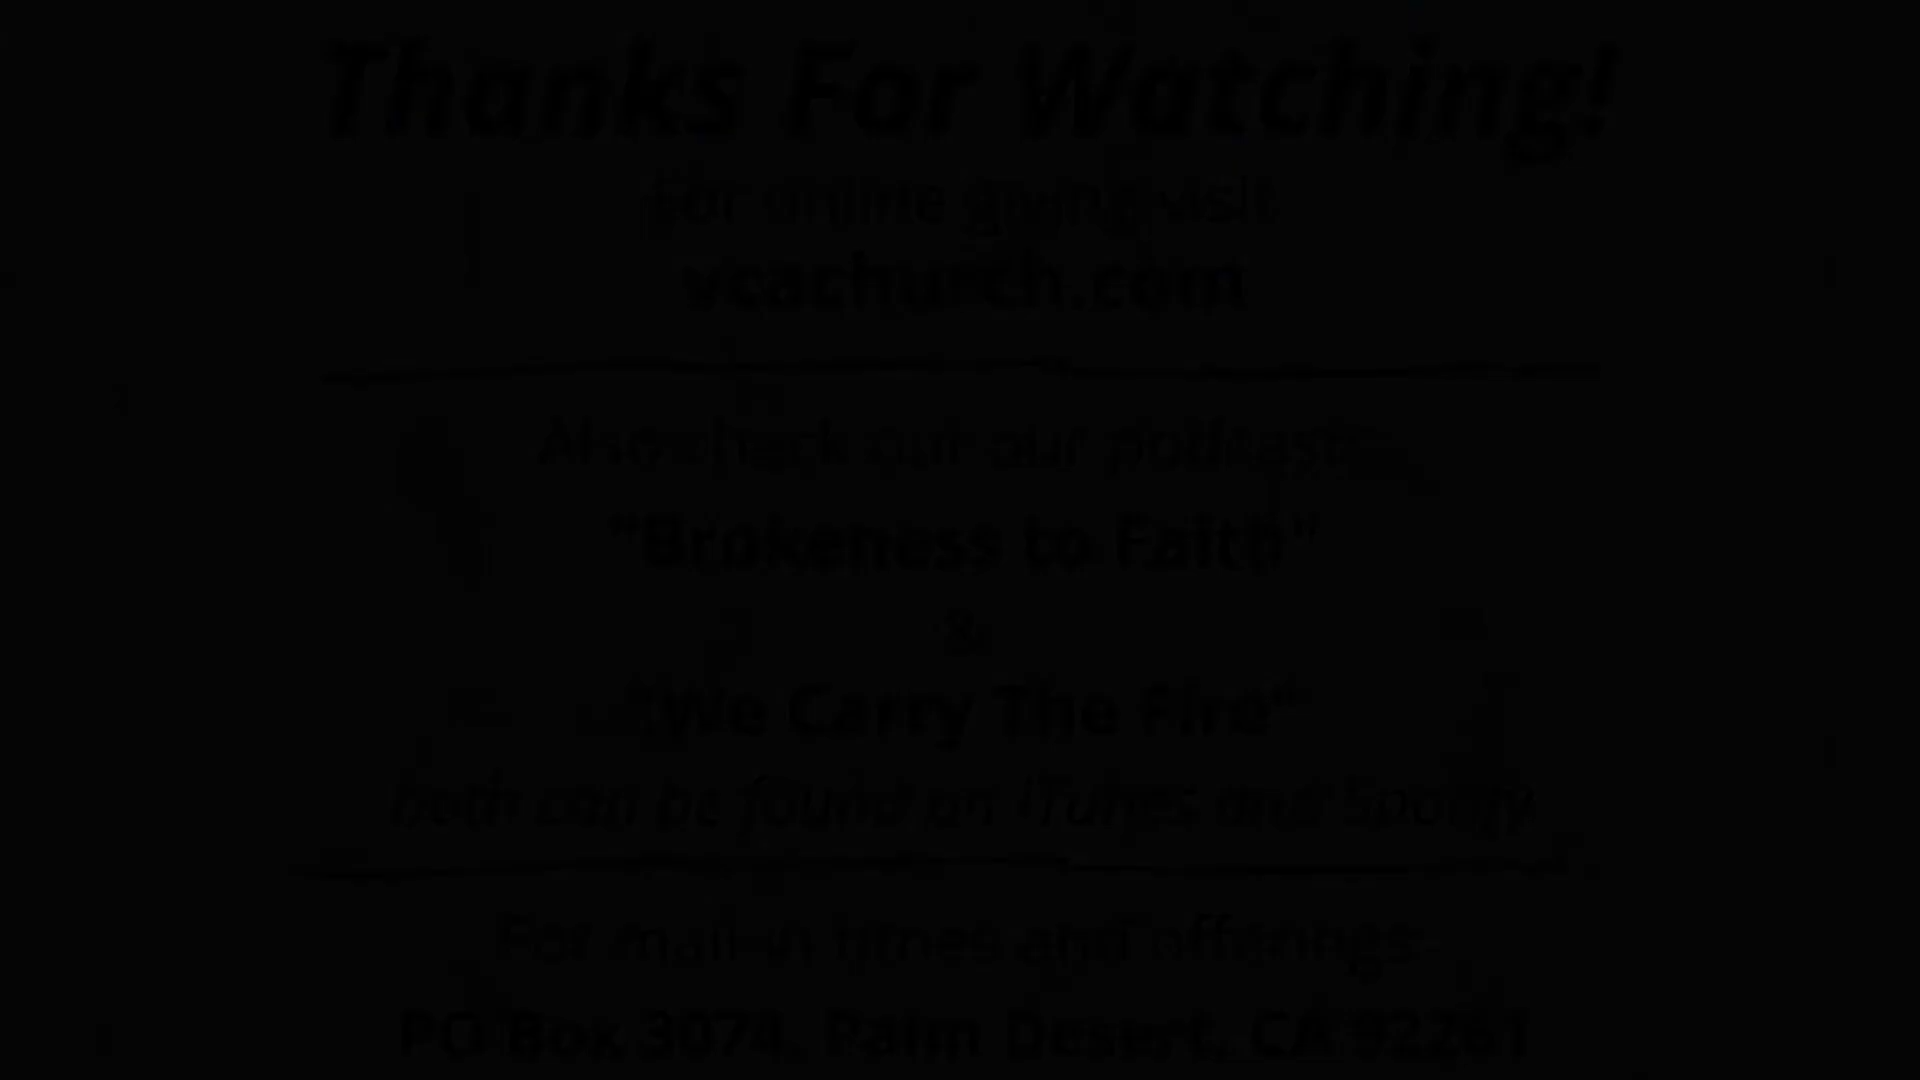 Thanks For Watching!
For online giving visit
vcachurch.com
Also check out our podcasts
"Brokeness to Faith"
&
"We Carry The Fire"
both can be found on iTunes and Spotify
For mail-in tithes and offerings:
PO Box 3074, Palm Desert, CA 92261